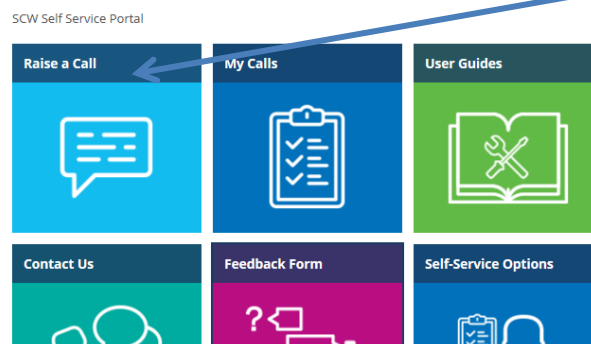 SCW Self Service Portal
Raise a Call
My Calls
User Guides
Contact Us
Feedback Form
Self-Service Options
?